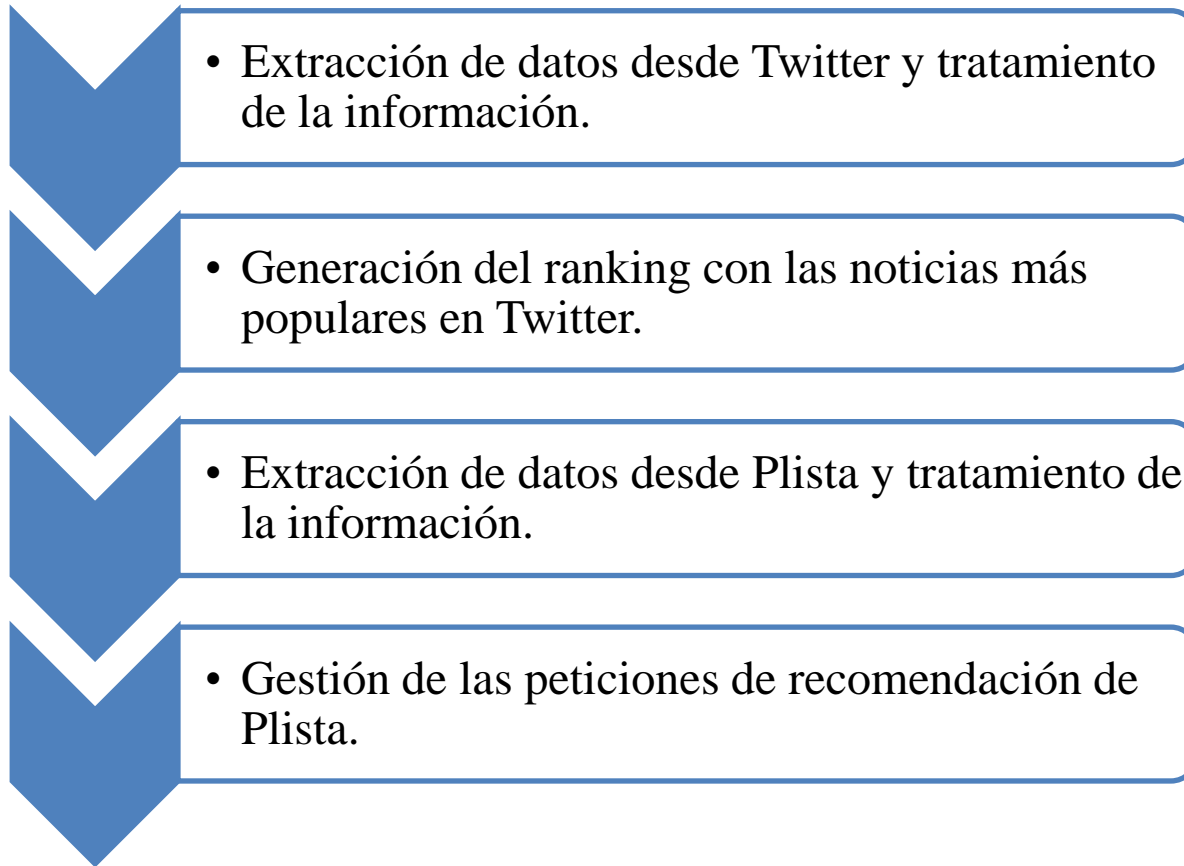 • Extracción de datos desde Twitter y tratamiento
de la información.
• Generación del ranking con las noticias más
populares en Twitter.
• Extracción de datos desde Plista y tratamiento de
la información.
• Gestión de las peticiones de recomendación de
Plista.